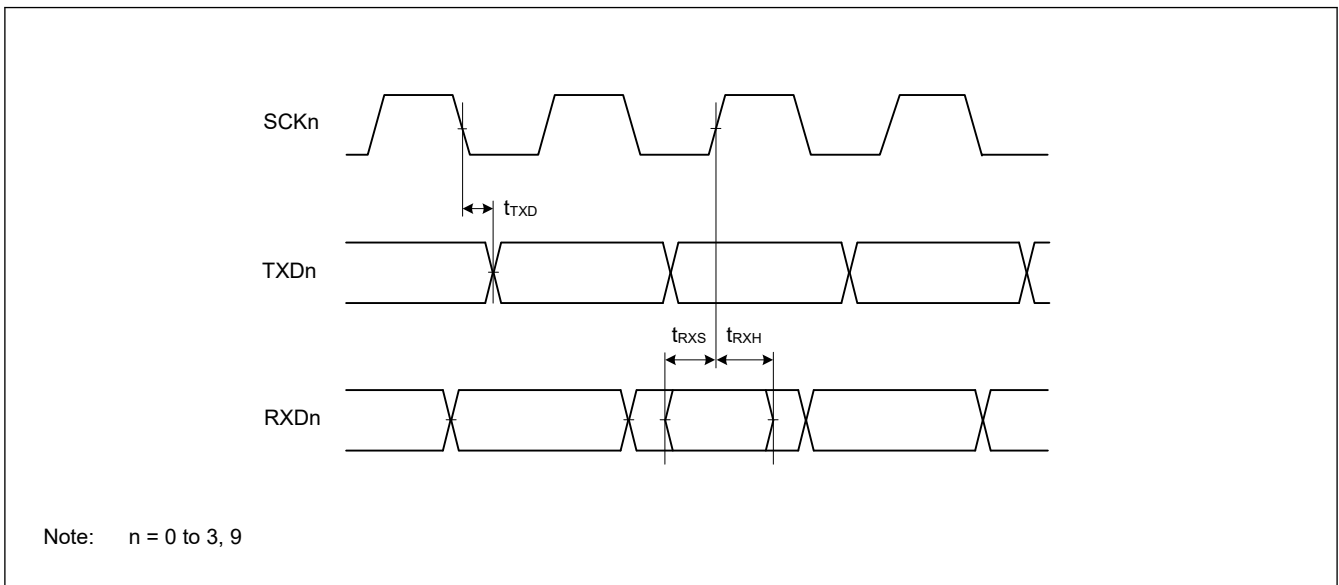 SCKn
tTXD
TXDn
tRXS tRXH
RXDn
Note: n = 0 to 3, 9